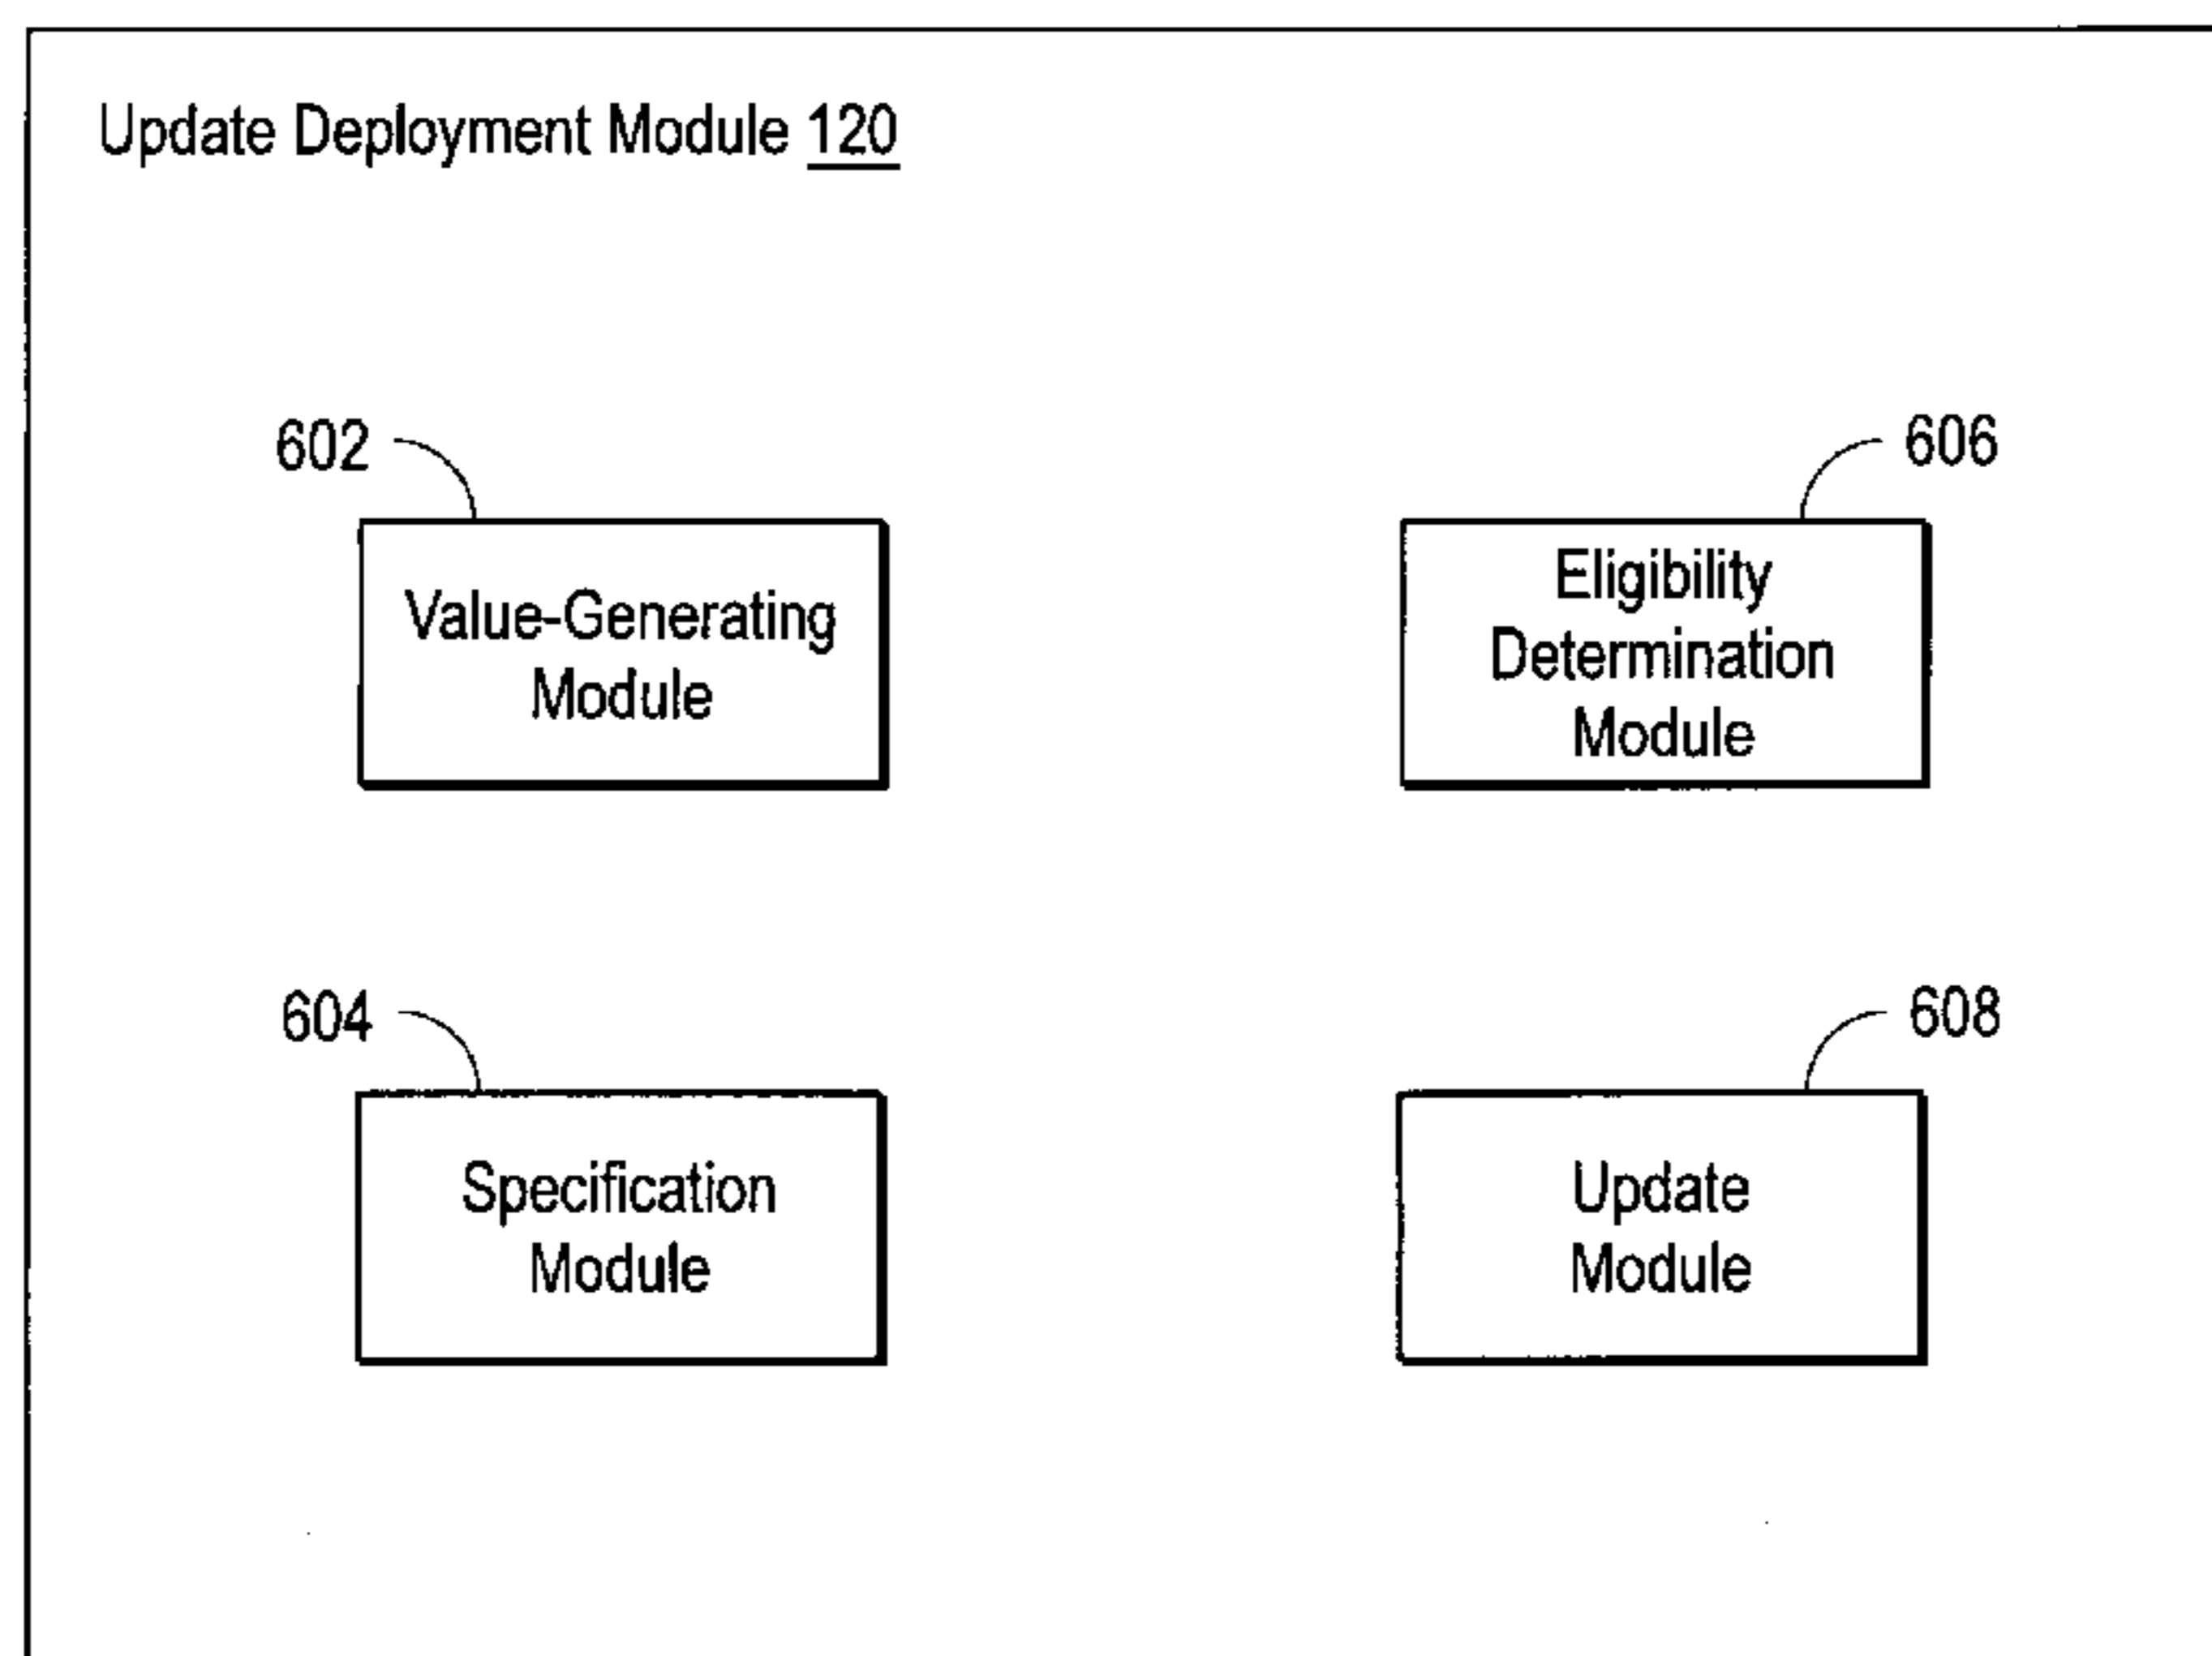 Update Deployment Module 120
602
Value-Generating
Module
606
Eligibility
Determination
Module
604
Specification
Module
608
Update
Module